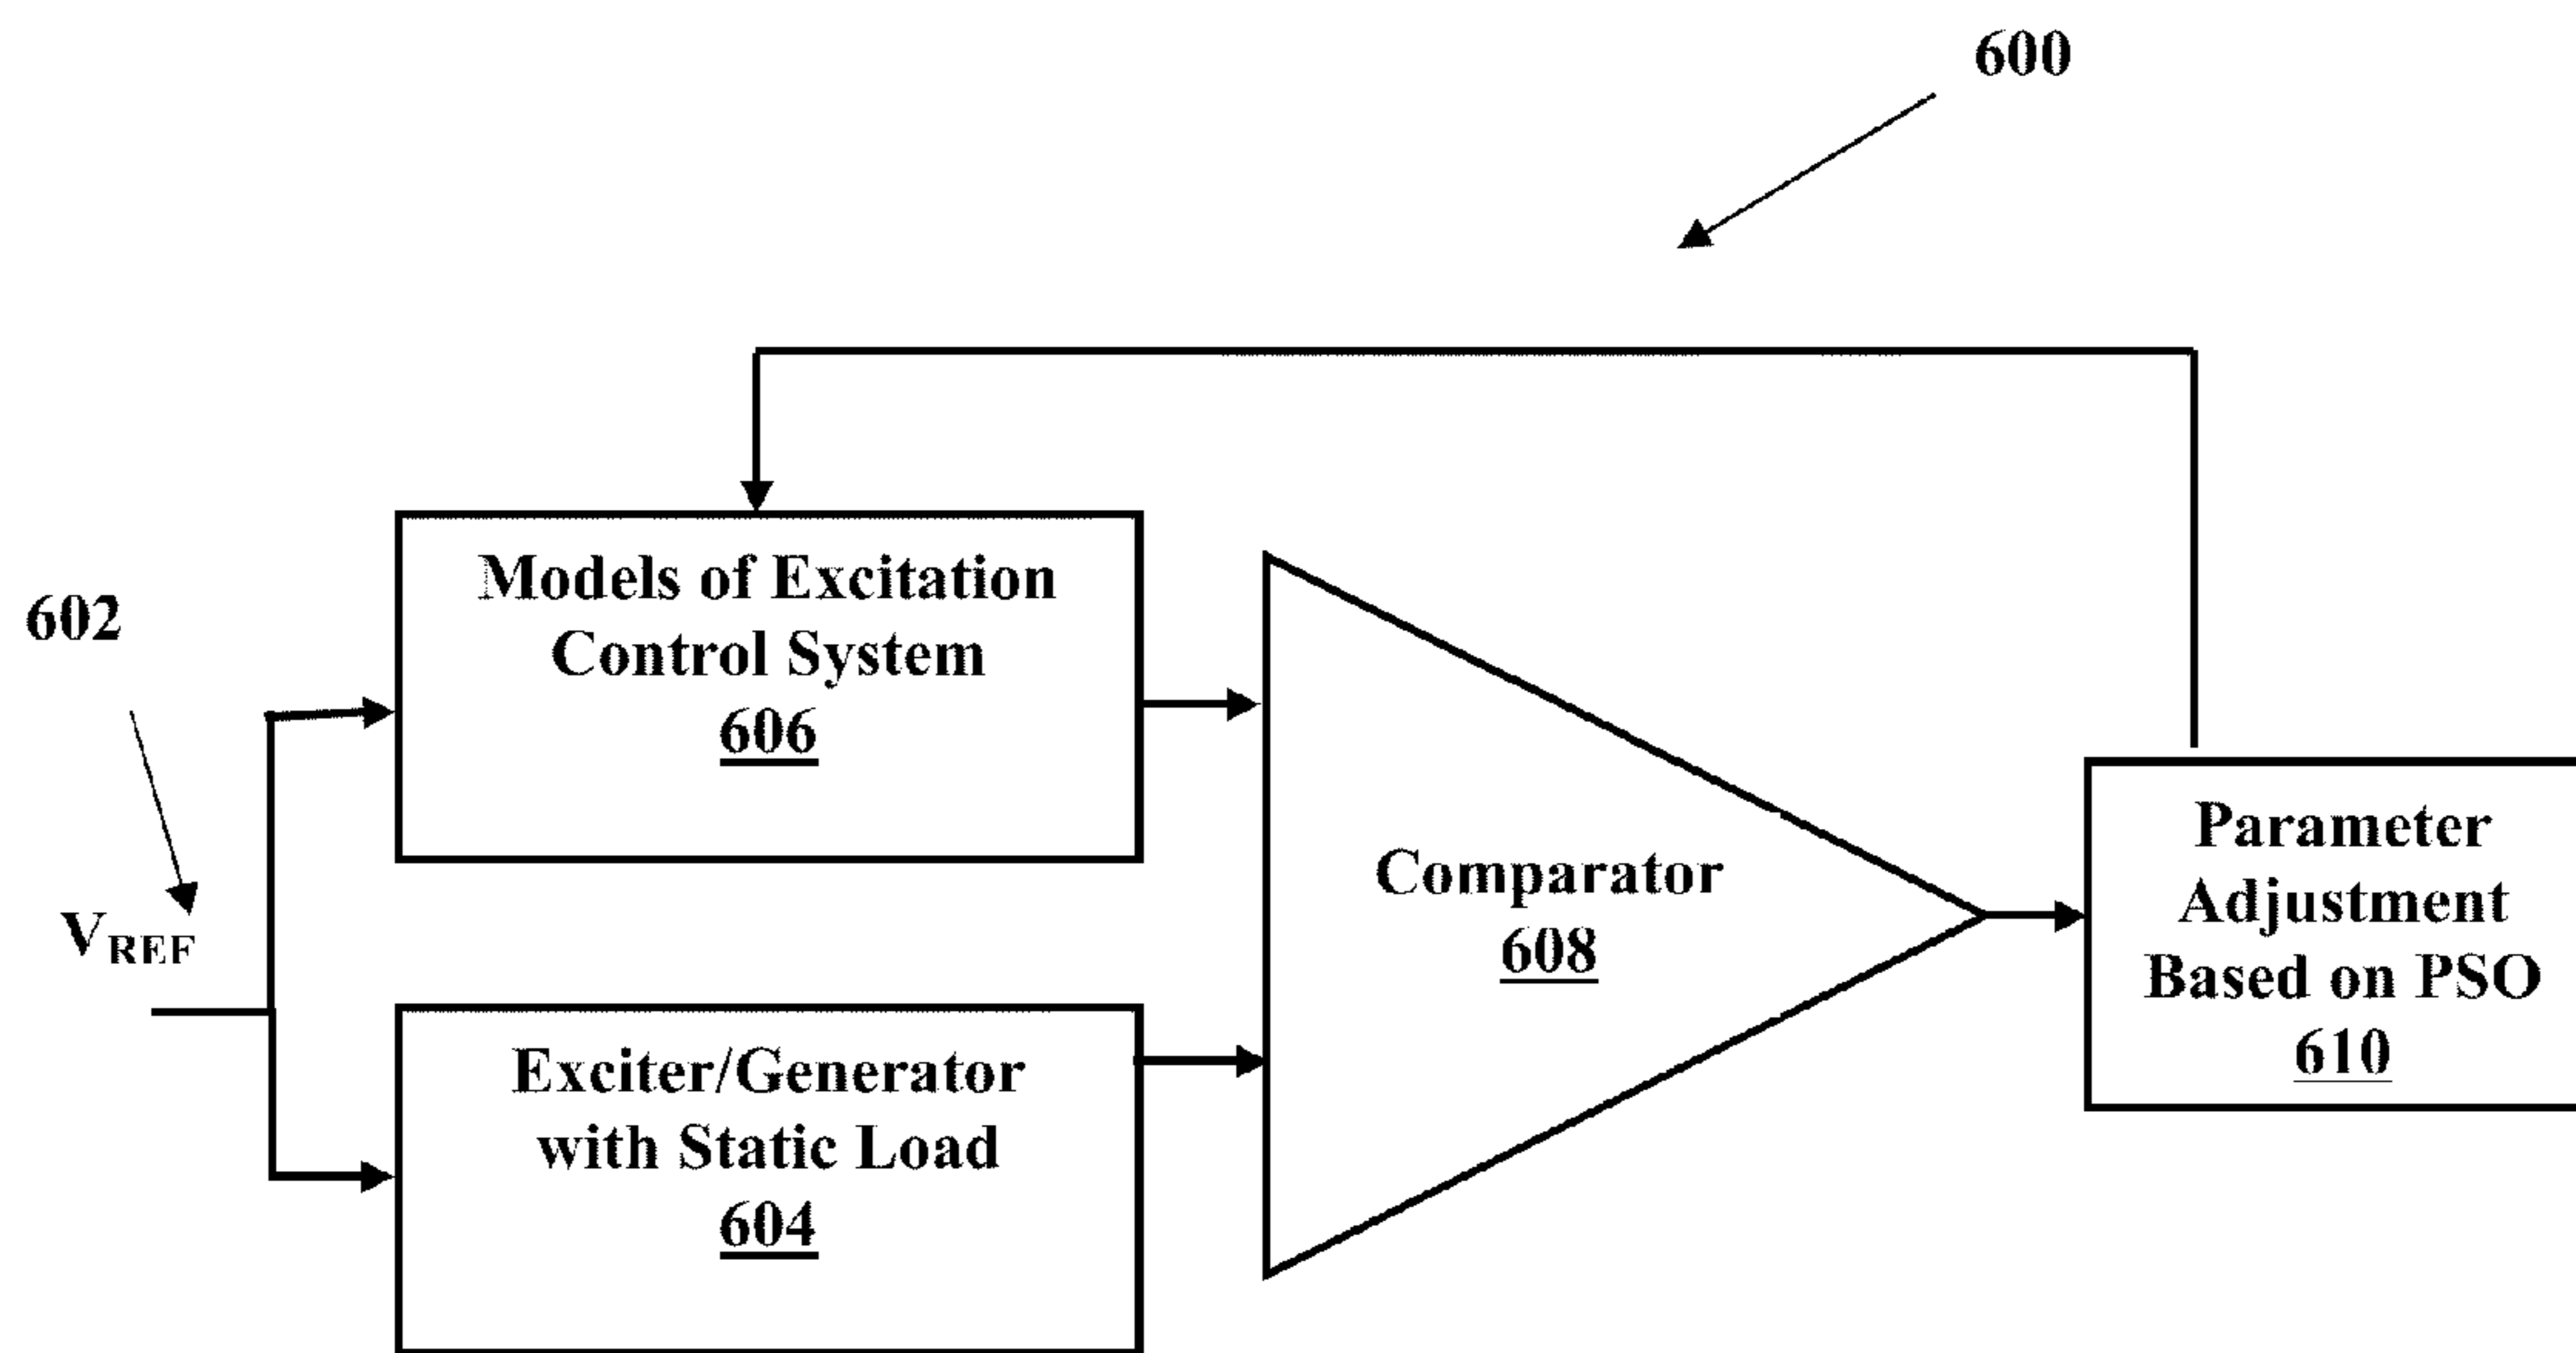 600
602
Models of Excitation
Control System
606
V_REF
Exciter/Generator
with Static Load
604
Comparator
608
Parameter
Adjustment
Based on PSO
610